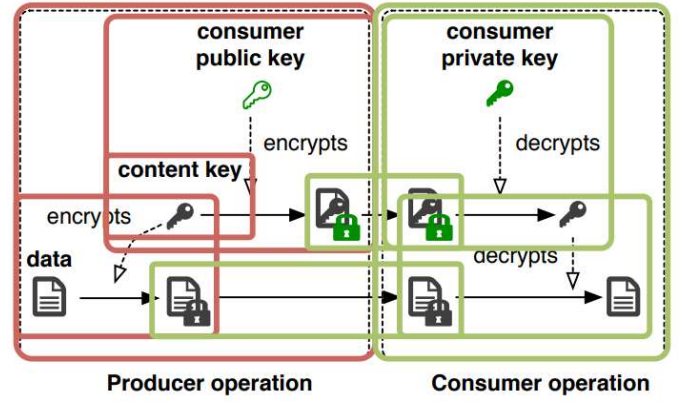 consumer
public key
consumer
private key
encrypts
decrypts
content key
encrypts
decrypts
data
Producer operation
Consumer operation